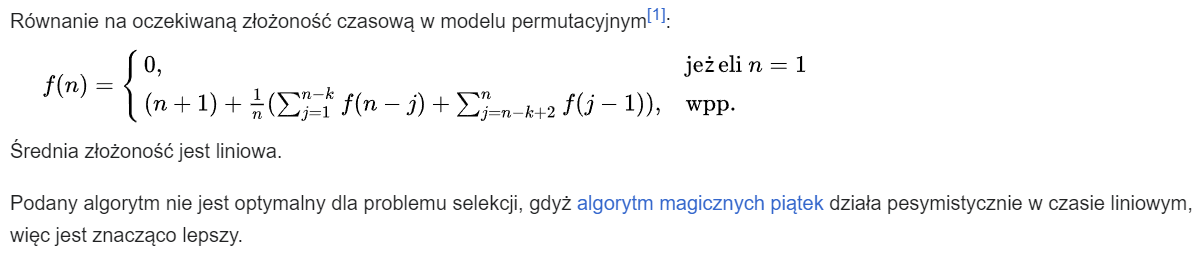 Równanie na oczekiwaną złożoność czasową w modelu permutacyjnym[1]:
f(n) = { 0, jeżeli n = 1
(n + 1) + 1/n (∑_{j=1}^{n−k} f(n − j) + ∑_{j=n−k+2}^{n} f(j − 1)), wpp.
Średnia złożoność jest liniowa.
Podany algorytm nie jest optymalny dla problemu selekcji, gdyż algorytm magicznych piątek działa pesymistycznie w czasie liniowym,
więc jest znacząco lepszy.